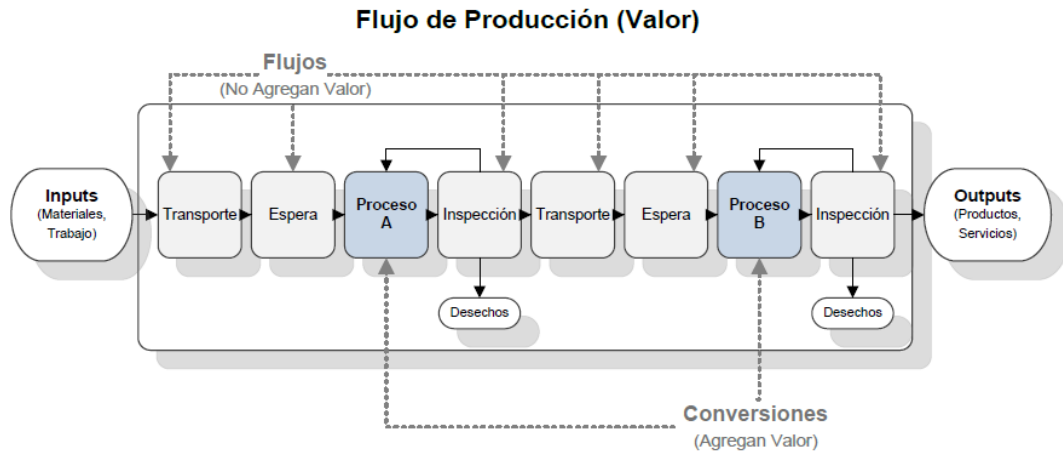 Flujo de Producción (Valor)
Flujos
(No Agregan Valor)
Inputs
(Materiales,
Trabajo)
Transporte
Espera
Proceso
A
Inspección
Transporte
Espera
Proceso
B
Inspección
Outputs
(Productos,
Servicios)
Desechos
Desechos
Conversiones
(Agregan Valor)